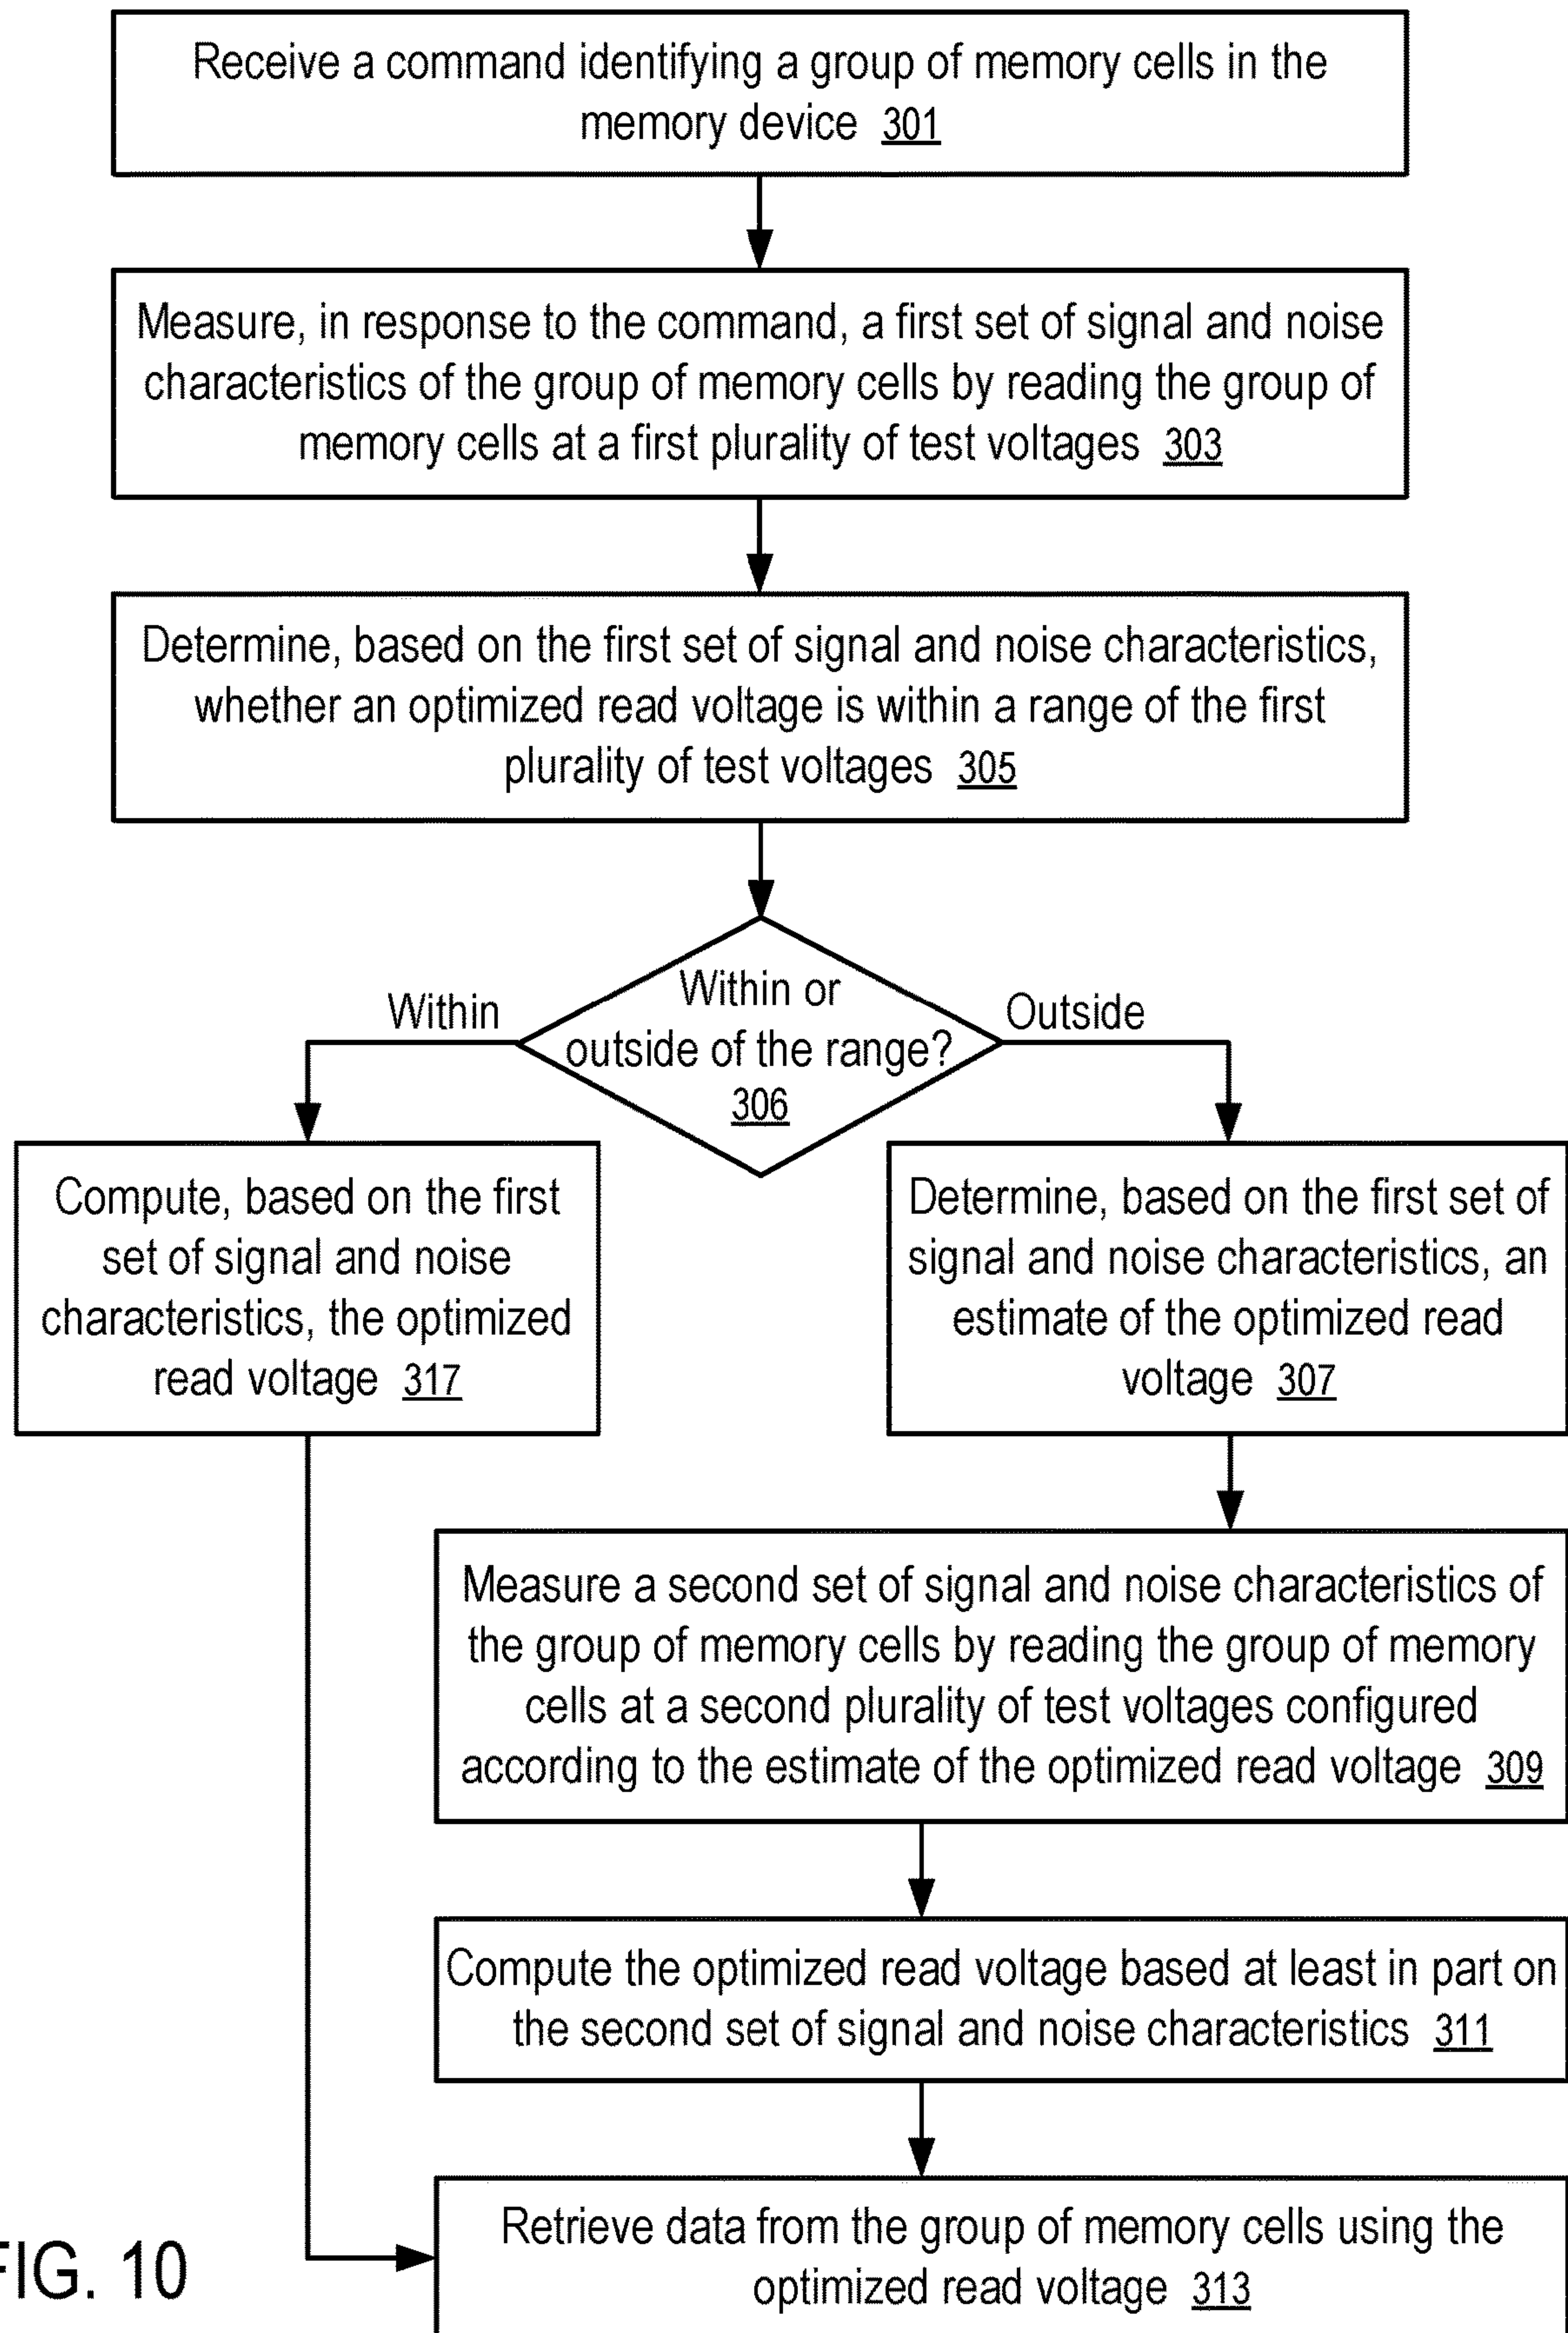 Receive a command identifying a group of memory cells in the
memory device 301
Measure, in response to the command, a first set of signal and noise
characteristics of the group of memory cells by reading the group of
memory cells at a first plurality of test voltages 303
Determine, based on the first set of signal and noise characteristics,
whether an optimized read voltage is within a range of the first
plurality of test voltages 305
Within or
outside of the range?
306
Within
Outside
Compute, based on the first
set of signal and noise
characteristics, the optimized
read voltage 317
Determine, based on the first set of
signal and noise characteristics, an
estimate of the optimized read
voltage 307
Measure a second set of signal and noise characteristics of
the group of memory cells by reading the group of memory
cells at a second plurality of test voltages configured
according to the estimate of the optimized read voltage 309
Compute the optimized read voltage based at least in part on
the second set of signal and noise characteristics 311
Retrieve data from the group of memory cells using the
optimized read voltage 313
FIG. 10